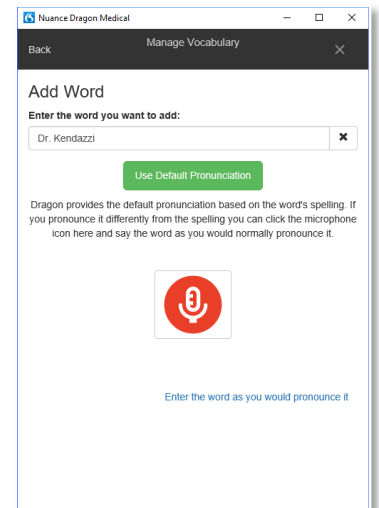 Nuance Dragon Medical
Back
Manage Vocabulary
Add Word
Enter the word you want to add:
Dr. Kendazzi
Use Default Pronunciation
Dragon provides the default pronunciation based on the word's spelling. If
you pronounce it differently from the spelling you can click the microphone
icon here and say the word as you would normally pronounce it.
Enter the word as you would pronounce it